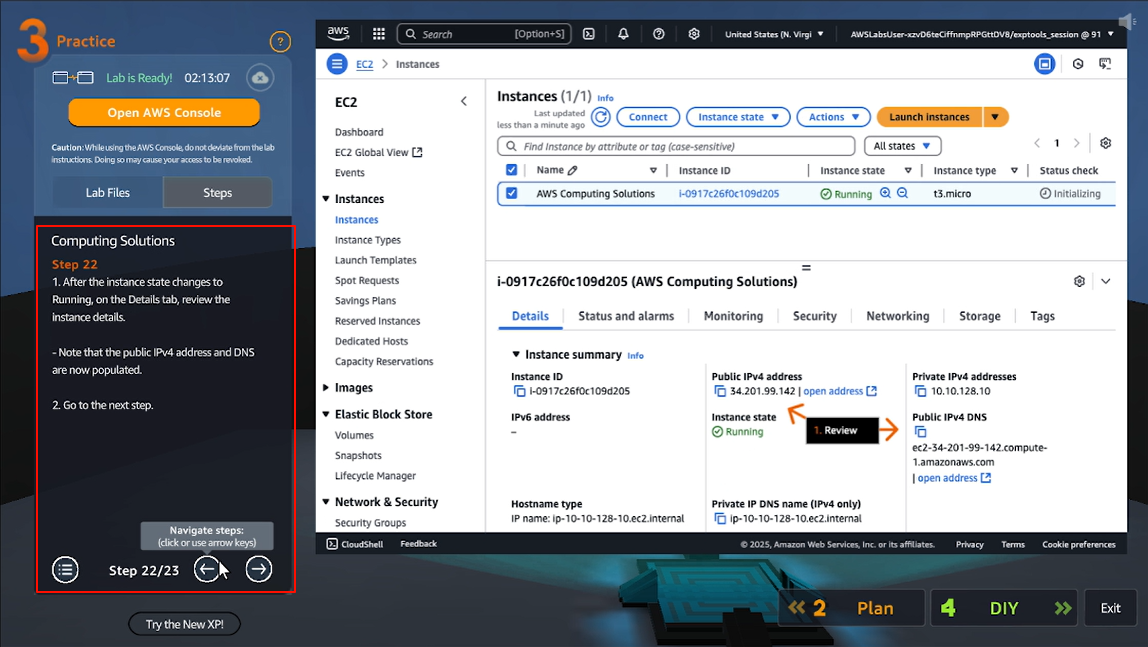 3 Practice
?
Lab is Ready! 02:13:07
Open AWS Console
Caution: While using the AWS Console, do not deviate from the lab
instructions. Doing so may cause your access to be revoked.
Lab Files Steps
Computing Solutions
Step 22
1. After the instance state changes to
Running, on the Details tab, review the
instance details.
- Note that the public IPv4 address and DNS
are now populated.
2. Go to the next step.
Navigate steps:
(click or use arrow keys)
Step 22/23
Try the New XP!
aws Search [Option+S] United States (N. Virgi AWSLabsUser-xzvD6teCiffnmpRPGttDV8/exptools_session @ 91
EC2 > Instances
EC2
Dashboard
EC2 Global View
Events
Instances
Instances
Instance Types
Launch Templates
Spot Requests
Savings Plans
Reserved Instances
Dedicated Hosts
Capacity Reservations
Images
Elastic Block Store
Volumes
Snapshots
Lifecycle Manager
Network & Security
Security Groups
Instances (1/1) Info
Last updated
less than a minute ago
Connect Instance state Actions Launch instances
Find Instance by attribute or tag (case-sensitive) All states 1
Name Instance ID Instance state Instance type Status check
AWS Computing Solutions i-0917c26f0c109d205 Running t3.micro Initializing
i-0917c26f0c109d205 (AWS Computing Solutions)
Details Status and alarms Monitoring Security Networking Storage Tags
Instance summary Info
Instance ID
i-0917c26f0c109d205
IPv6 address
–
Hostname type
IP name: ip-10-10-128-10.ec2.internal
Public IPv4 address
34.201.99.142 | open address
Instance state
Running
1. Review
Private IP DNS name (IPv4 only)
ip-10-10-128-10.ec2.internal
Private IPv4 addresses
10.10.128.10
Public IPv4 DNS
ec2-34-201-99-142.compute-
1.amazonaws.com
| open address
CloudShell Feedback © 2025, Amazon Web Services, Inc. or its affiliates. Privacy Terms Cookie preferences
2 Plan
4 DIY
Exit